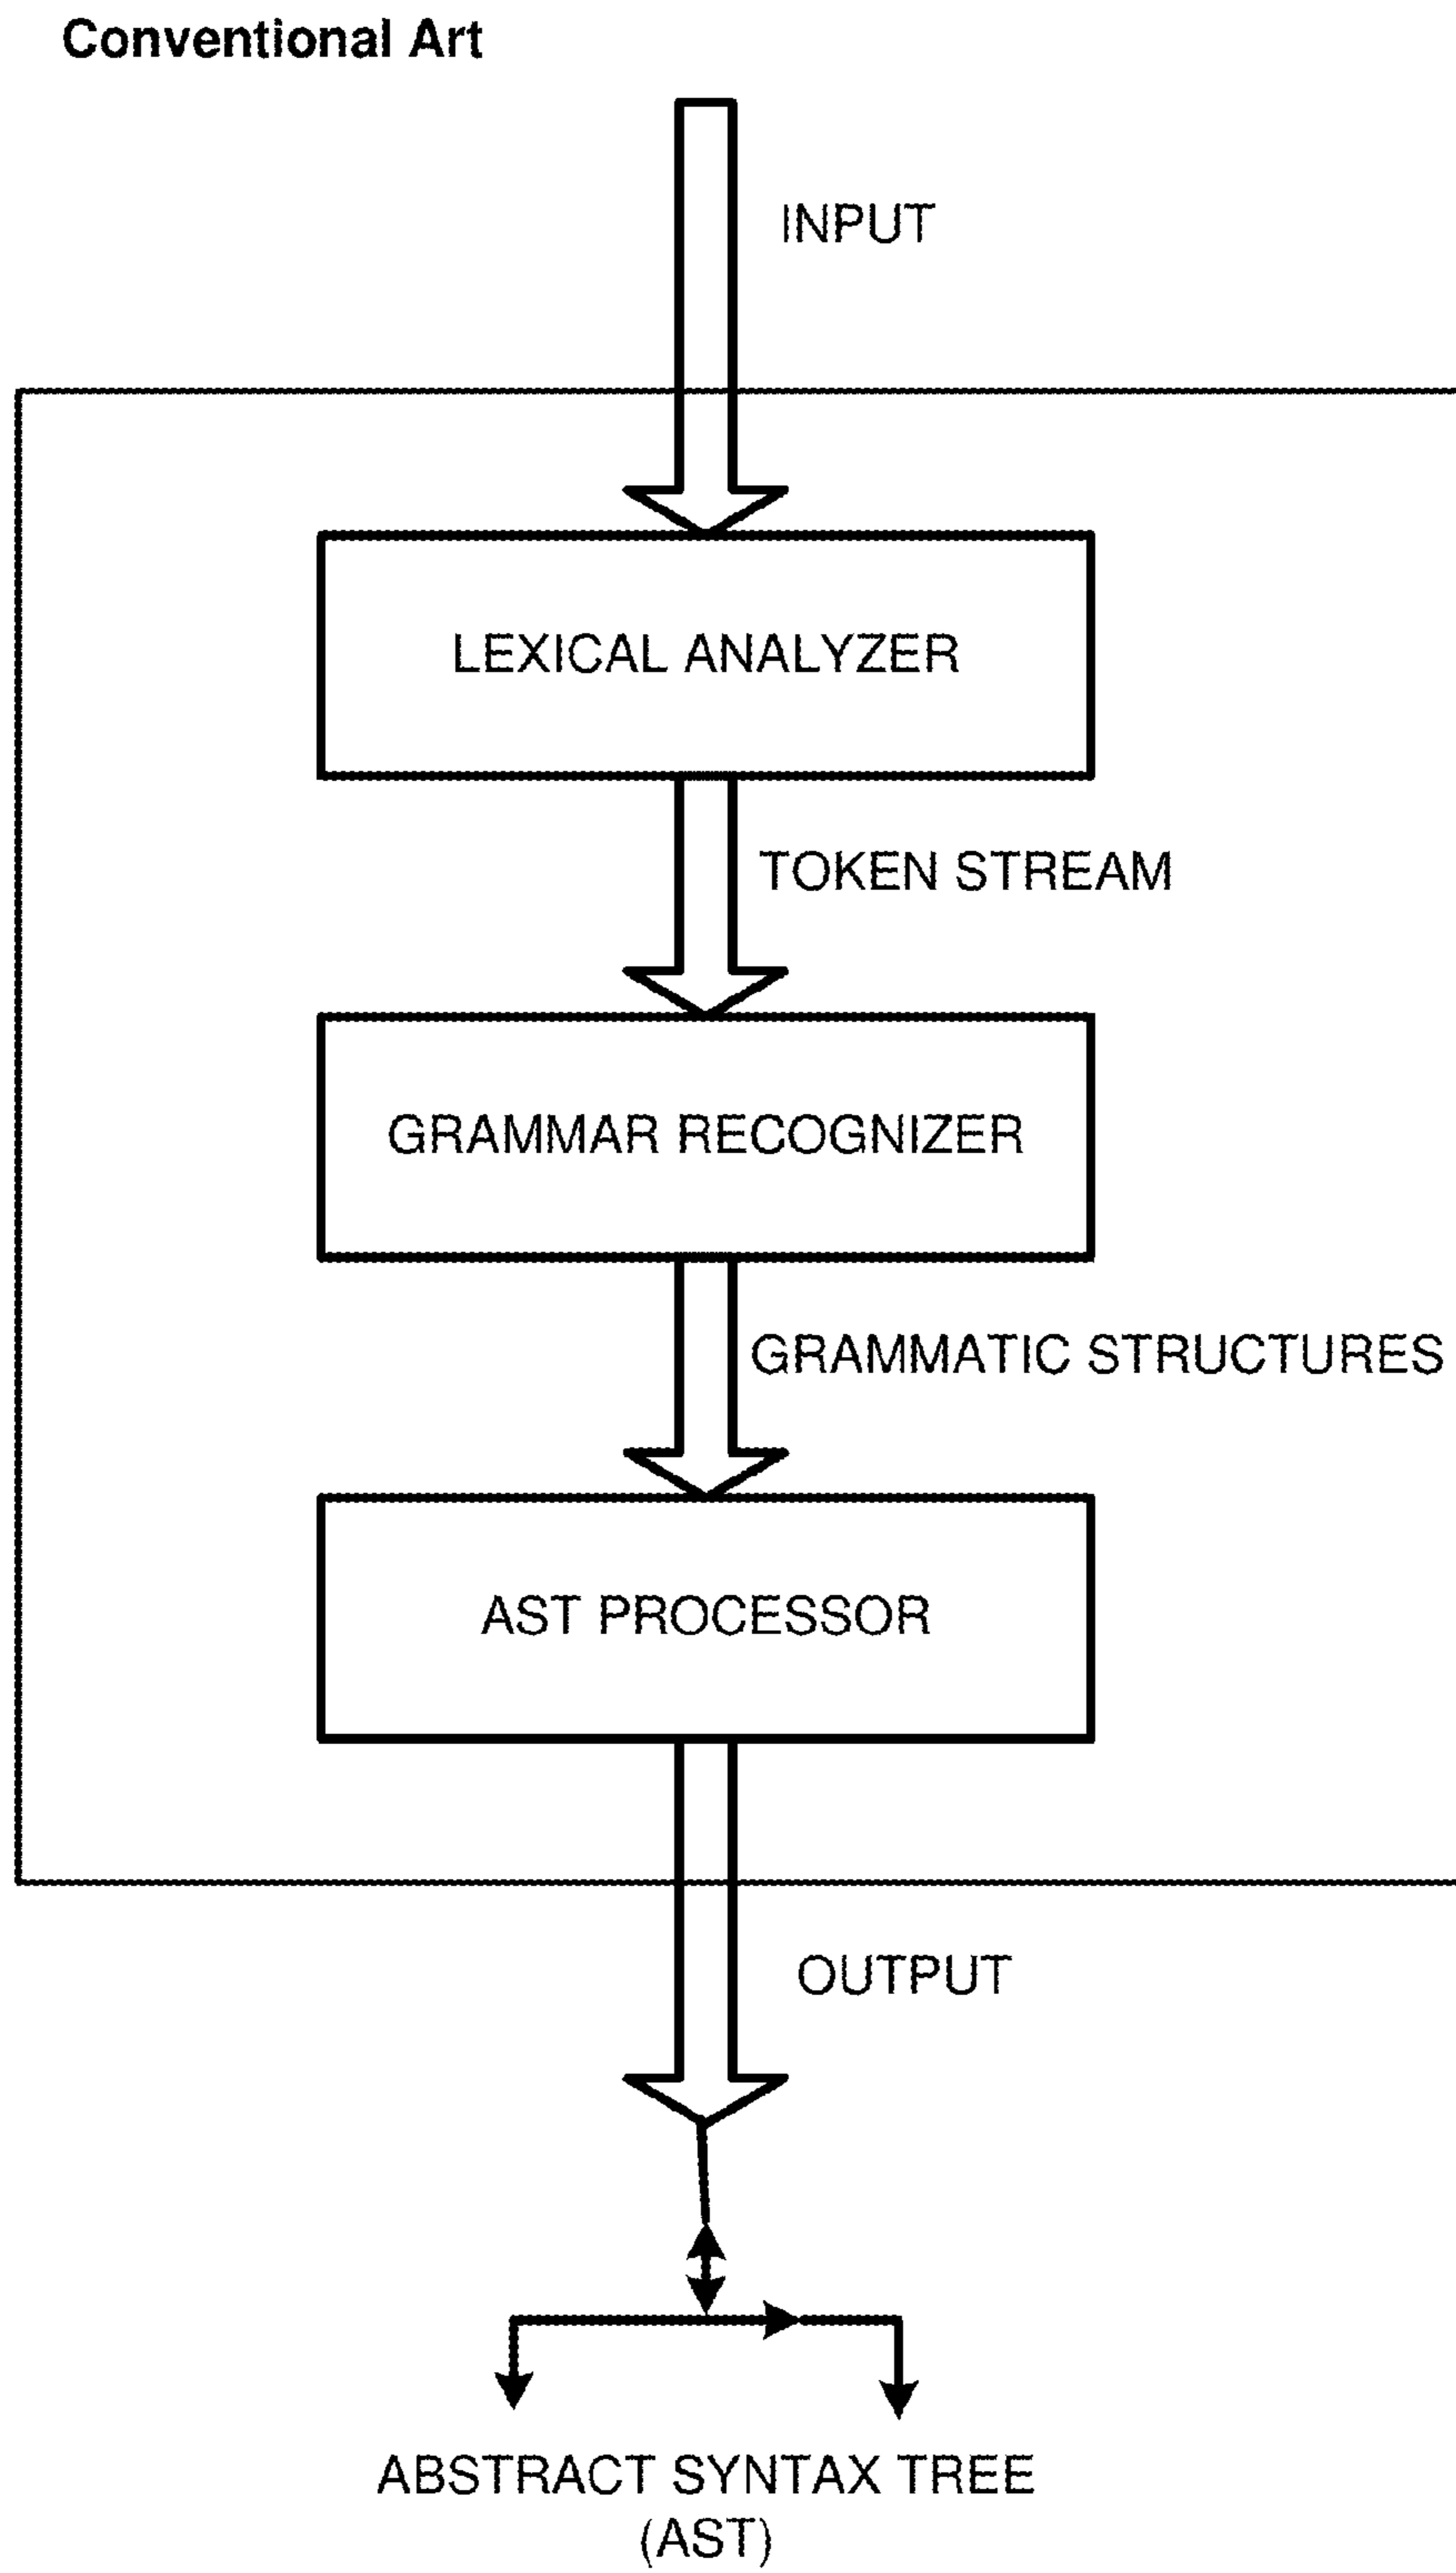 Conventional Art
INPUT
LEXICAL ANALYZER
TOKEN STREAM
GRAMMAR RECOGNIZER
GRAMMATIC STRUCTURES
AST PROCESSOR
OUTPUT
ABSTRACT SYNTAX TREE
(AST)